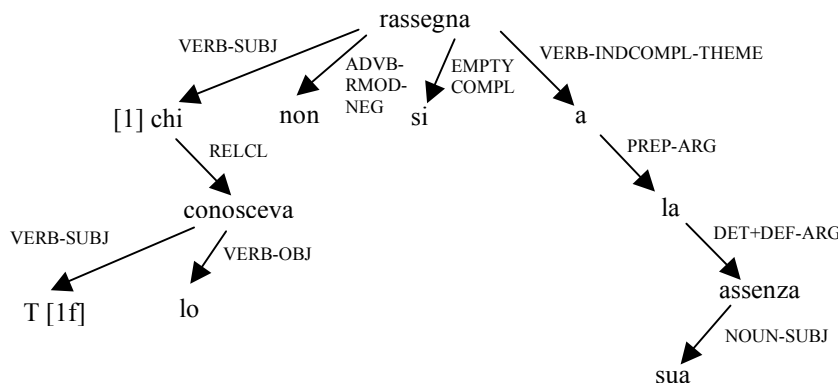 rassegna
VERB-SUBJ
ADVB-
RMOD-
NEG
EMPTY
COMPL
VERB-INDCOMPL-THEME
[1] chi
non
si
a
RELCL
PREP-ARG
conosceva
la
VERB-SUBJ
VERB-OBJ
DET+DEF-ARG
T [1f]
lo
assenza
NOUN-SUBJ
sua